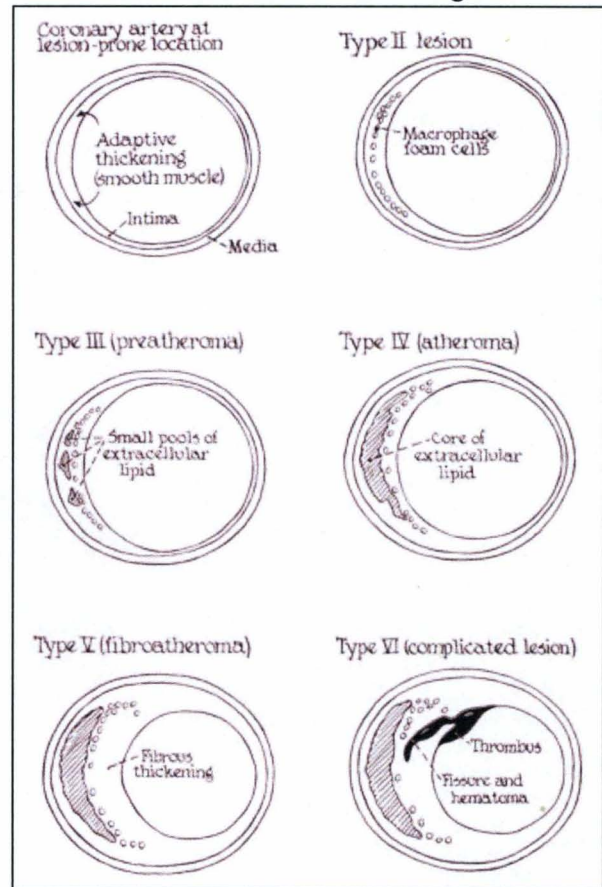 Coronary artery at
lesion-prone location
Adaptive
thickening
(smooth muscle)
Intima
Media
Type II lesion
Macrophage
foam cells
Type III (preatheroma)
Small pools of
extracellular
lipid
Type IV (atheroma)
Core of
extracellular
lipid
Type V (fibroatheroma)
Fibrous
thickening
Type VI (complicated lesion)
Thrombus
Fissure and
hematoma